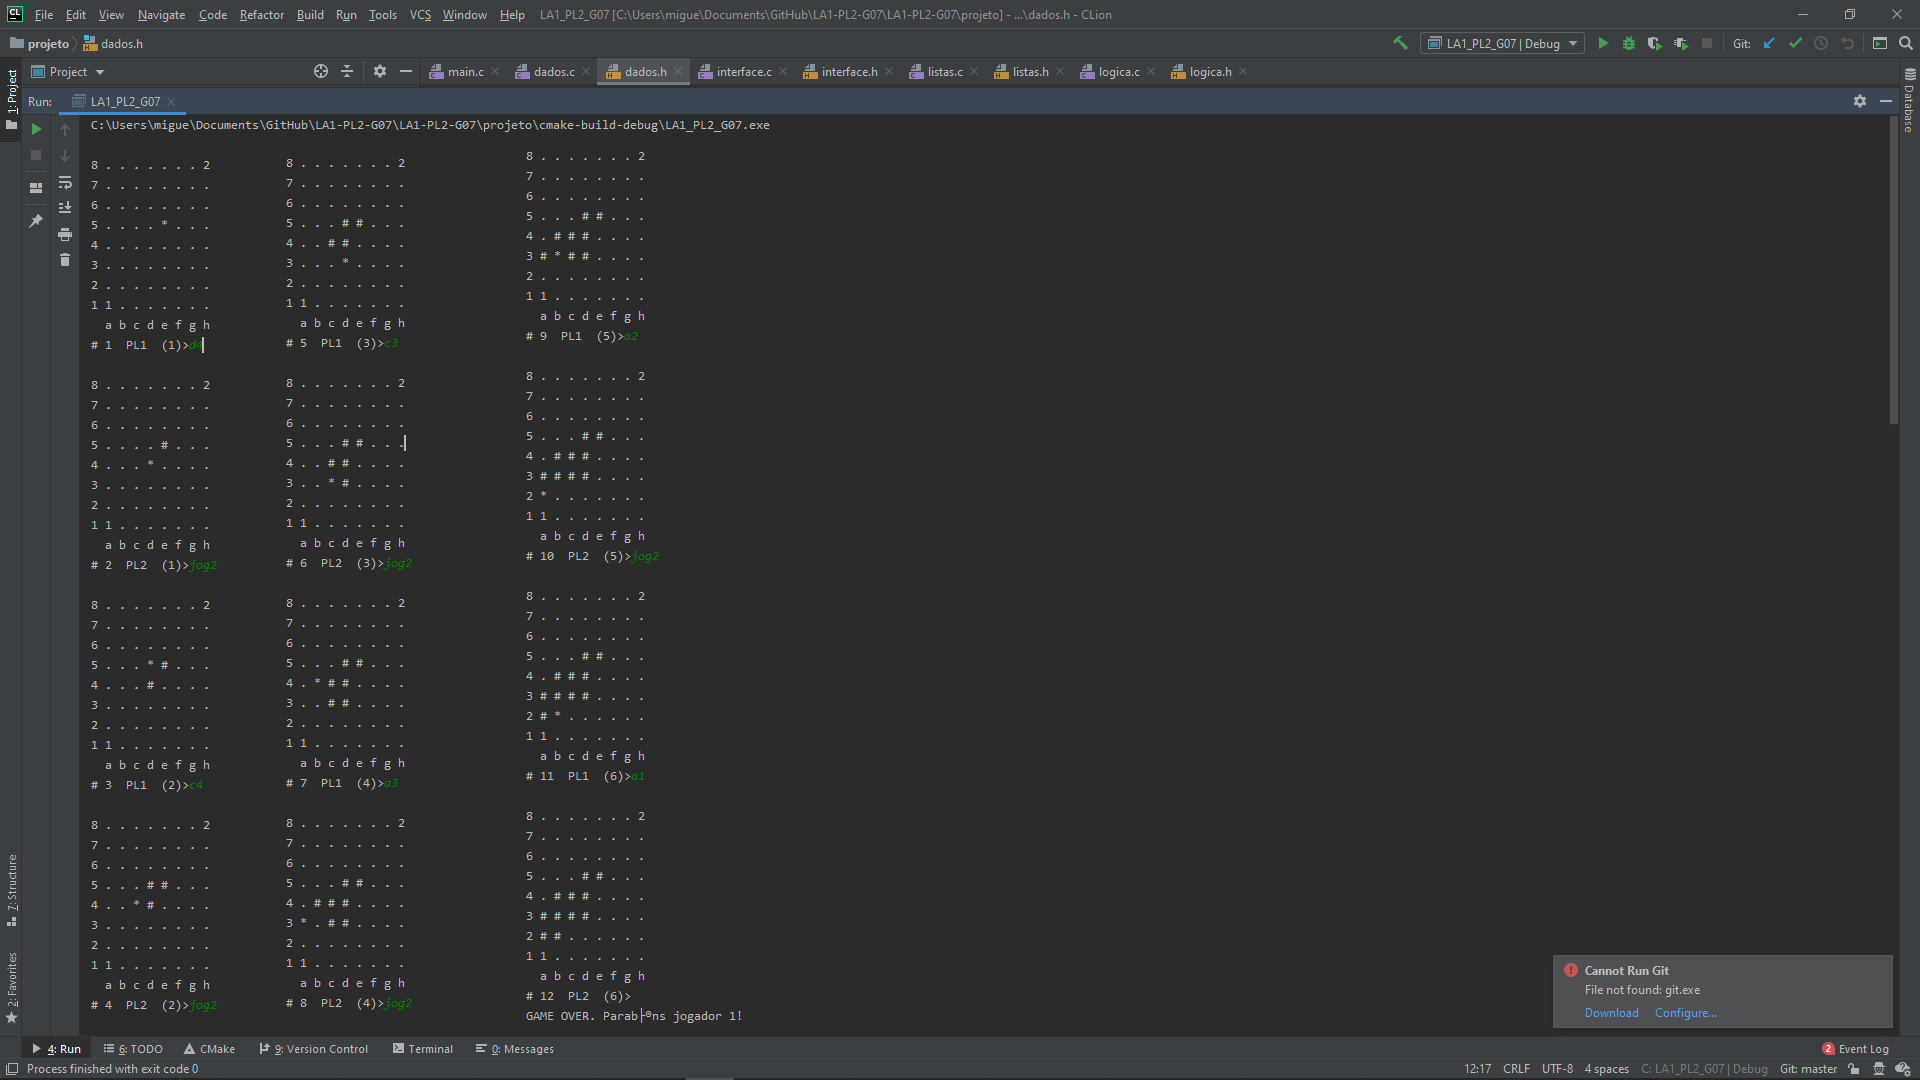 File Edit View Navigate Code Refactor Build Run Tools VCS Window Help LA1_PL2_G07 [C:\Users\migue\Documents\GitHub\LA1-PL2-G07\LA1-PL2-G07\projeto] - ...\dados.h - CLion
projeto dados.h
LA1_PL2_G07 | Debug
Git:
1: Project
Project
main.c dados.c dados.h interface.c interface.h listas.c listas.h logica.c logica.h
Database
Run: LA1_PL2_G07
C:\Users\migue\Documents\GitHub\LA1-PL2-G07\LA1-PL2-G07\projeto\cmake-build-debug\LA1_PL2_G07.exe
8 . . . . . . . 2
7 . . . . . . . .
6 . . . . . . . .
5 . . . . * . . .
4 . . . . . . . .
3 . . . . . . . .
2 . . . . . . . .
1 1 . . . . . . .
a b c d e f g h
# 1 PL1 (1)>d4
8 . . . . . . . 2
7 . . . . . . . .
6 . . . . . . . .
5 . . . . # . . .
4 . . . * . . . .
3 . . . . . . . .
2 . . . . . . . .
1 1 . . . . . . .
a b c d e f g h
# 2 PL2 (1)>jog2
8 . . . . . . . 2
7 . . . . . . . .
6 . . . . . . . .
5 . . . * # . . .
4 . . . # . . . .
3 . . . . . . . .
2 . . . . . . . .
1 1 . . . . . . .
a b c d e f g h
# 3 PL1 (2)>c4
8 . . . . . . . 2
7 . . . . . . . .
6 . . . . . . . .
5 . . . # # . . .
4 . . * # . . . .
3 . . . . . . . .
2 . . . . . . . .
1 1 . . . . . . .
a b c d e f g h
# 4 PL2 (2)>jog2
8 . . . . . . . 2
7 . . . . . . . .
6 . . . . . . . .
5 . . . # # . . .
4 . . # # . . . .
3 . . . * . . . .
2 . . . . . . . .
1 1 . . . . . . .
a b c d e f g h
# 5 PL1 (3)>c3
8 . . . . . . . 2
7 . . . . . . . .
6 . . . . . . . .
5 . . . # # . . .
4 . . # # . . . .
3 . . * # . . . .
2 . . . . . . . .
1 1 . . . . . . .
a b c d e f g h
# 6 PL2 (3)>jog2
8 . . . . . . . 2
7 . . . . . . . .
6 . . . . . . . .
5 . . . # # . . .
4 . * # # . . . .
3 . . # # . . . .
2 . . . . . . . .
1 1 . . . . . . .
a b c d e f g h
# 7 PL1 (4)>a3
8 . . . . . . . 2
7 . . . . . . . .
6 . . . . . . . .
5 . . . # # . . .
4 . # # # . . . .
3 * . # # . . . .
2 . . . . . . . .
1 1 . . . . . . .
a b c d e f g h
# 8 PL2 (4)>jog2
8 . . . . . . . 2
7 . . . . . . . .
6 . . . . . . . .
5 . . . # # . . .
4 . # # # . . . .
3 # * # # . . . .
2 . . . . . . . .
1 1 . . . . . . .
a b c d e f g h
# 9 PL1 (5)>a2
8 . . . . . . . 2
7 . . . . . . . .
6 . . . . . . . .
5 . . . # # . . .
4 . # # # . . . .
3 # # # # . . . .
2 * . . . . . . .
1 1 . . . . . . .
a b c d e f g h
# 10 PL2 (5)>jog2
8 . . . . . . . 2
7 . . . . . . . .
6 . . . . . . . .
5 . . . # # . . .
4 . # # # . . . .
3 # # # # . . . .
2 # * . . . . . .
1 1 . . . . . . .
a b c d e f g h
# 11 PL1 (6)>a1
8 . . . . . . . 2
7 . . . . . . . .
6 . . . . . . . .
5 . . . # # . . .
4 . # # # . . . .
3 # # # # . . . .
2 # # . . . . . .
1 1 . . . . . . .
a b c d e f g h
# 12 PL2 (6)>
GAME OVER. Parab├®ns jogador 1!
7: Structure
2: Favorites
Cannot Run Git
File not found: git.exe
Download Configure...
4: Run 6: TODO CMake 9: Version Control Terminal 0: Messages 2 Event Log
Process finished with exit code 0 12:17 CRLF UTF-8 4 spaces C: LA1_PL2_G07 | Debug Git: master